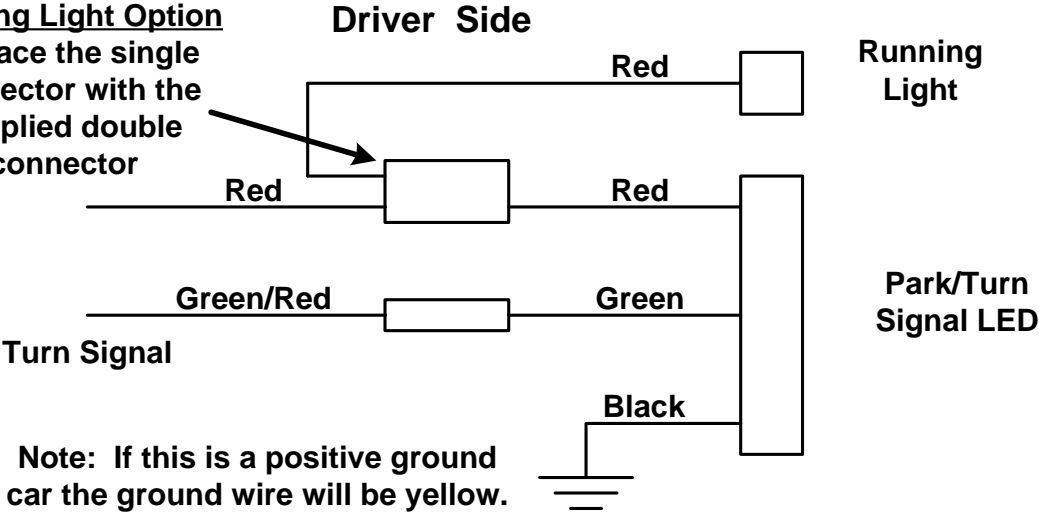 ng Light Option
ace the single
ector with the
plied double
connector
Driver Side
Red
Running
Light
Red
Red
Green/Red
Green
Park/Turn
Signal LED
Turn Signal
Black
Note: If this is a positive ground
car the ground wire will be yellow.